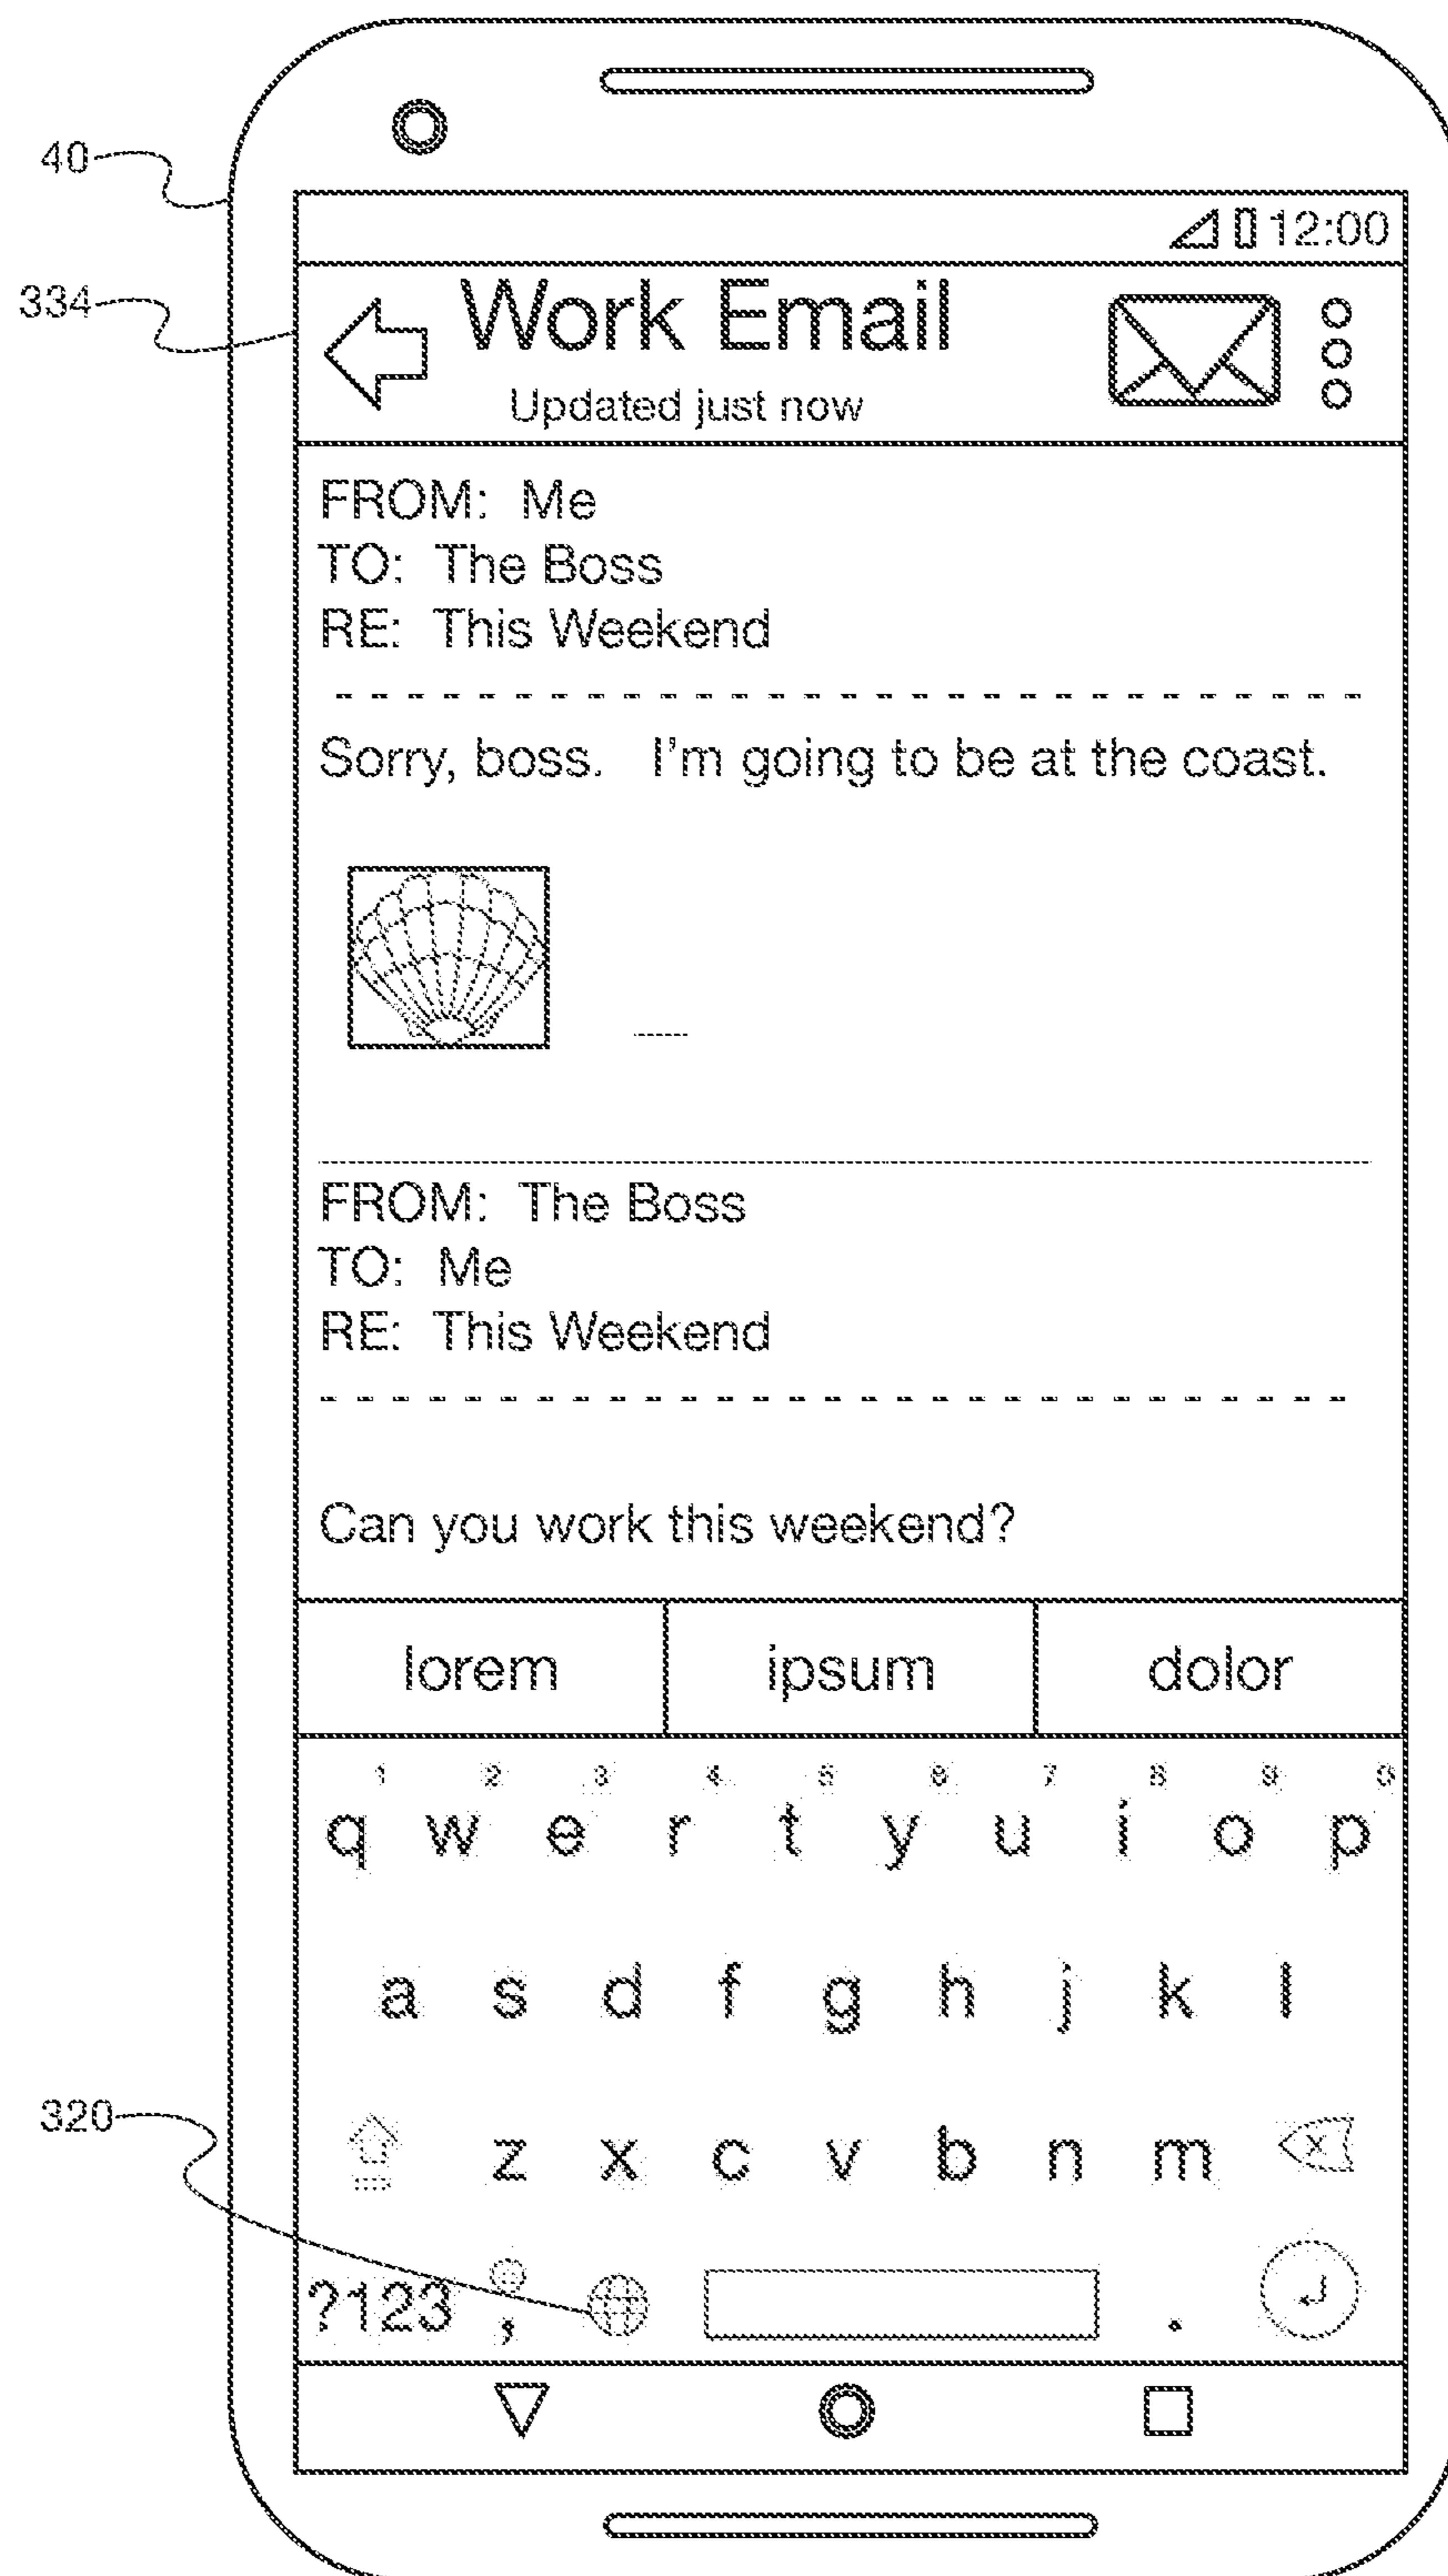 40
12:00
334
Work Email
Updated just now
FROM: Me
TO: The Boss
RE: This Weekend
Sorry, boss. I'm going to be at the coast.
FROM: The Boss
TO: Me
RE: This Weekend
Can you work this weekend?
lorem ipsum dolor
1 2 3 4 5 6 7 8 9
q w e r t y u i o p
a s d f g h j k l
320
z x c v b n m x
?123 , .